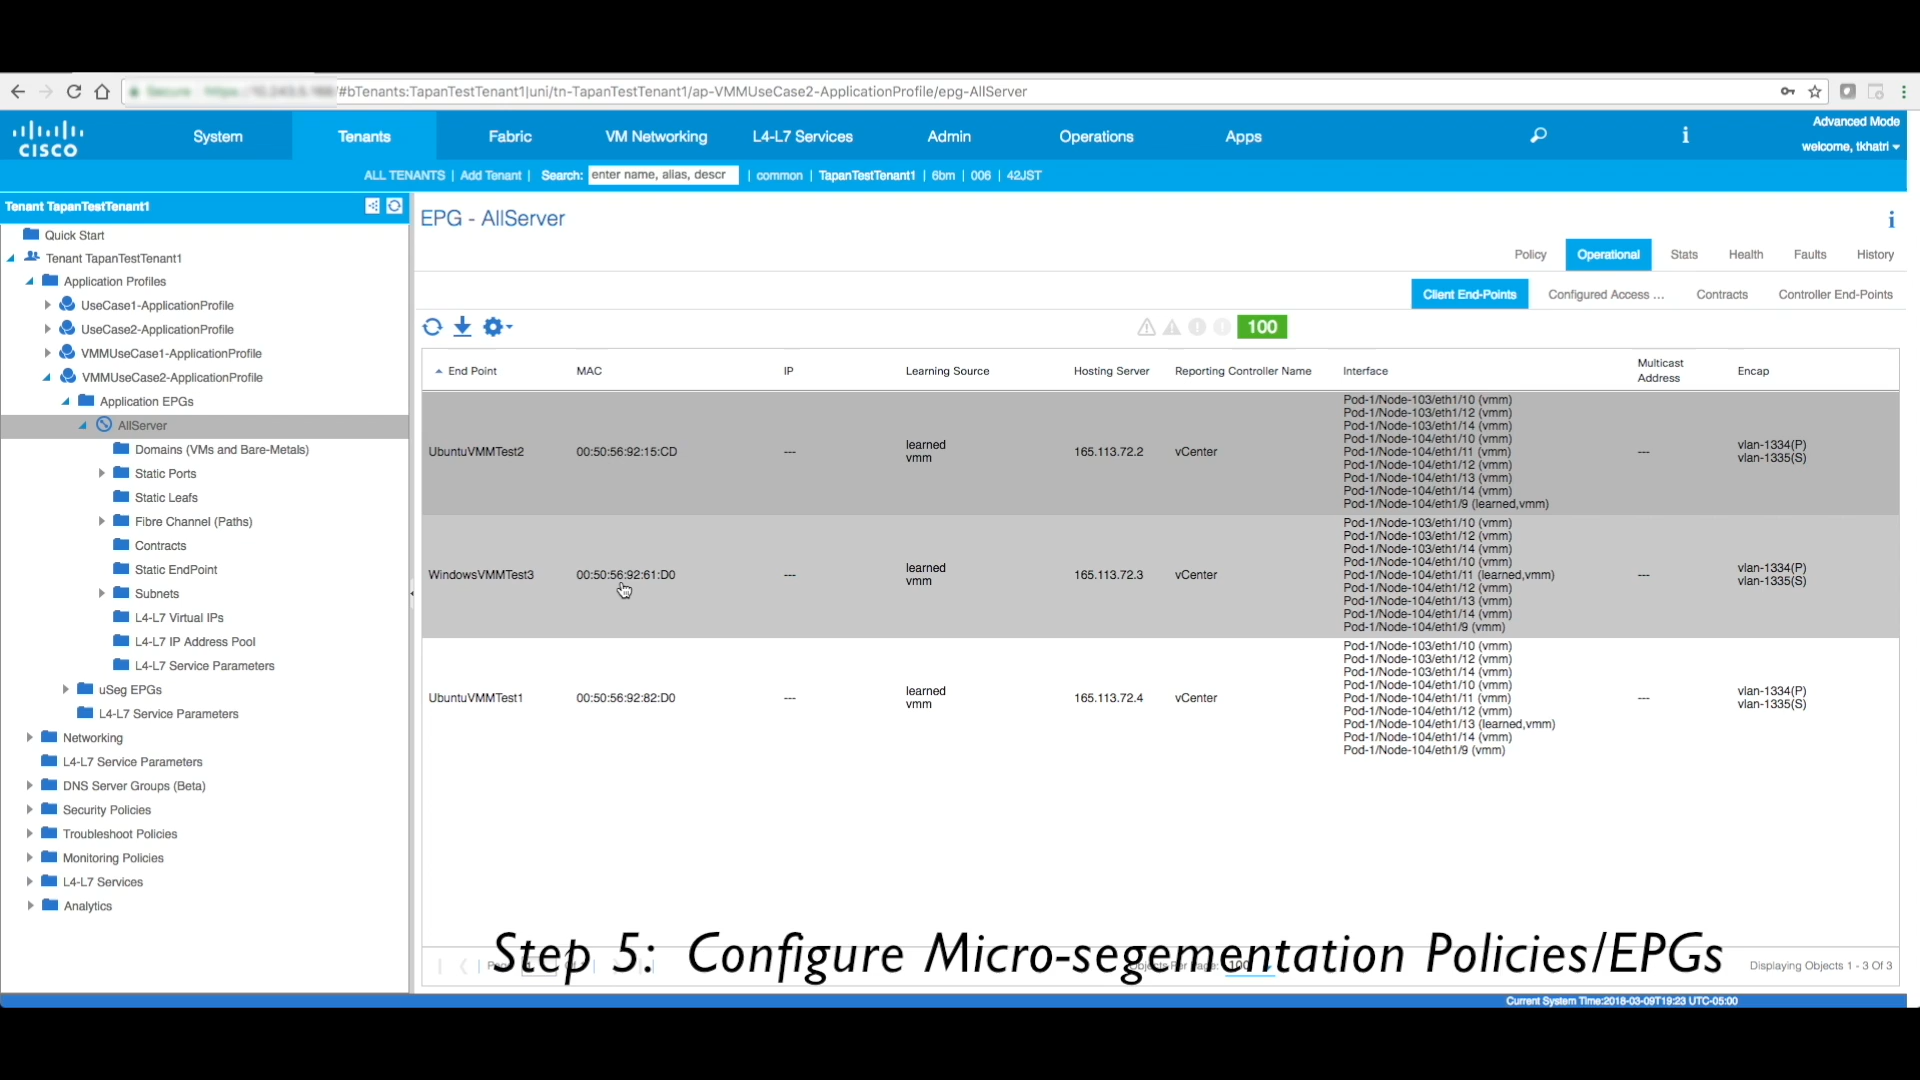 #bTenants:TapanTestTenant1|uni/tn-TapanTestTenant1/ap-VMMUseCase2-ApplicationProfile/epg-AllServer
CISCO
System
Tenants
Fabric
VM Networking
L4-L7 Services
Admin
Operations
Apps
i
Advanced Mode
welcome, tkhatri
ALL TENANTS | Add Tenant | Search: enter name, alias, descr | common | TapanTestTenant1 | 6bm | 006 | 42JST
Tenant TapanTestTenant1
Quick Start
Tenant TapanTestTenant1
Application Profiles
UseCase1-ApplicationProfile
UseCase2-ApplicationProfile
VMMUseCase1-ApplicationProfile
VMMUseCase2-ApplicationProfile
Application EPGs
AllServer
Domains (VMs and Bare-Metals)
Static Ports
Static Leafs
Fibre Channel (Paths)
Contracts
Static EndPoint
Subnets
L4-L7 Virtual IPs
L4-L7 IP Address Pool
L4-L7 Service Parameters
uSeg EPGs
L4-L7 Service Parameters
Networking
L4-L7 Service Parameters
DNS Server Groups (Beta)
Security Policies
Troubleshoot Policies
Monitoring Policies
L4-L7 Services
Analytics
EPG - AllServer
i
Policy
Operational
Stats
Health
Faults
History
Client End-Points
Configured Access ...
Contracts
Controller End-Points
100
End Point
MAC
IP
Learning Source
Hosting Server
Reporting Controller Name
Interface
Multicast
Address
Encap
UbuntuVMMTest2
00:50:56:92:15:CD
---
learned
vmm
165.113.72.2
vCenter
Pod-1/Node-103/eth1/10 (vmm)
Pod-1/Node-103/eth1/12 (vmm)
Pod-1/Node-103/eth1/14 (vmm)
Pod-1/Node-104/eth1/10 (vmm)
Pod-1/Node-104/eth1/11 (vmm)
Pod-1/Node-104/eth1/12 (vmm)
Pod-1/Node-104/eth1/13 (vmm)
Pod-1/Node-104/eth1/14 (vmm)
Pod-1/Node-104/eth1/9 (learned,vmm)
---
vlan-1334(P)
vlan-1335(S)
WindowsVMMTest3
00:50:56:92:61:D0
---
learned
vmm
165.113.72.3
vCenter
Pod-1/Node-103/eth1/10 (vmm)
Pod-1/Node-103/eth1/12 (vmm)
Pod-1/Node-103/eth1/14 (vmm)
Pod-1/Node-104/eth1/10 (vmm)
Pod-1/Node-104/eth1/11 (learned,vmm)
Pod-1/Node-104/eth1/12 (vmm)
Pod-1/Node-104/eth1/13 (vmm)
Pod-1/Node-104/eth1/14 (vmm)
Pod-1/Node-104/eth1/9 (vmm)
---
vlan-1334(P)
vlan-1335(S)
UbuntuVMMTest1
00:50:56:92:82:D0
---
learned
vmm
165.113.72.4
vCenter
Pod-1/Node-103/eth1/10 (vmm)
Pod-1/Node-103/eth1/12 (vmm)
Pod-1/Node-103/eth1/14 (vmm)
Pod-1/Node-104/eth1/10 (vmm)
Pod-1/Node-104/eth1/11 (vmm)
Pod-1/Node-104/eth1/12 (vmm)
Pod-1/Node-104/eth1/13 (learned,vmm)
Pod-1/Node-104/eth1/14 (vmm)
Pod-1/Node-104/eth1/9 (vmm)
---
vlan-1334(P)
vlan-1335(S)
Step 5: Configure Micro-segementation Policies/EPGs
Objects Per Page: 100
Displaying Objects 1 - 3 Of 3
Current System Time:2018-03-09T19:23 UTC-05:00